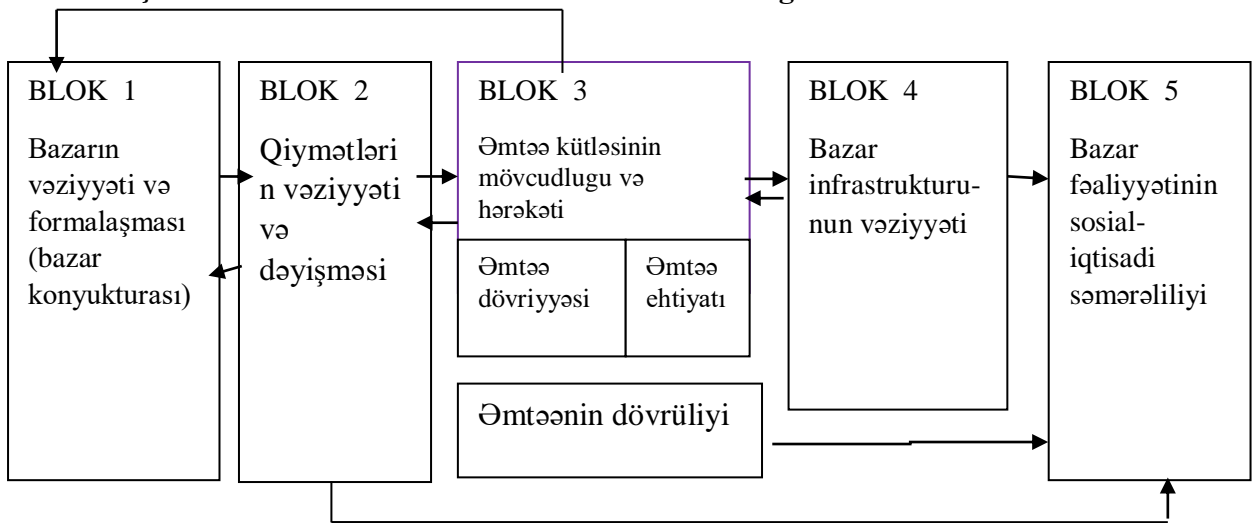 BLOK 1
Bazarın
vəziyyəti və
formalaşması
(bazar
konyukturası)
BLOK 2
Qiymətləri
n vəziyyəti
və
dəyişməsi
BLOK 3
Əmtəə kütləsinin
mövcudlugu və
hərəkəti
Əmtəə
dövriyyəsi
Əmtəə
ehtiyatı
Əmtəənin dövrülüyi
BLOK 4
Bazar
infrastrukturu-
nun vəziyyəti
BLOK 5
Bazar
fəaliyyətinin
sosial-
iqtisadi
səmərəliliyi